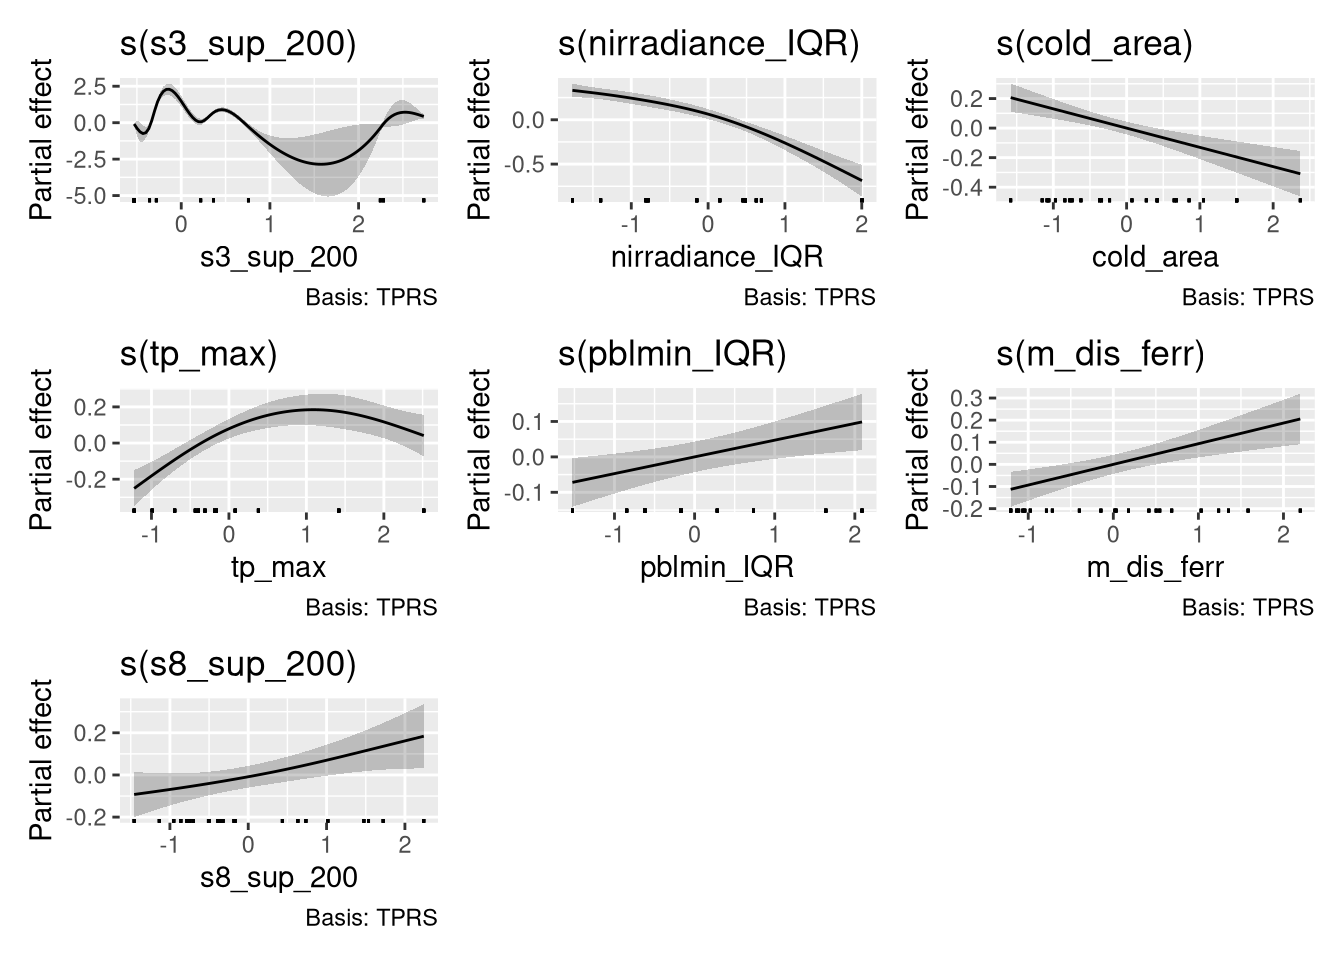 s(s3_sup_200)
Partial effect
2.5
0.0
-2.5
-5.0
0 1 2
s3_sup_200
Basis: TPRS
s(nirradiance_IQR)
Partial effect
0.0
-0.5
-1 0 1 2
nirradiance_IQR
Basis: TPRS
s(cold_area)
Partial effect
0.2
0.0
-0.2
-0.4
-1 0 1 2
cold_area
Basis: TPRS
s(tp_max)
Partial effect
0.2
0.0
-0.2
-1 0 1 2
tp_max
Basis: TPRS
s(pblmin_IQR)
Partial effect
0.1
0.0
-0.1
-1 0 1 2
pblmin_IQR
Basis: TPRS
s(m_dis_ferr)
Partial effect
0.3
0.2
0.1
0.0
-0.1
-0.2
-1 0 1 2
m_dis_ferr
Basis: TPRS
s(s8_sup_200)
Partial effect
0.2
0.0
-0.2
-1 0 1 2
s8_sup_200
Basis: TPRS